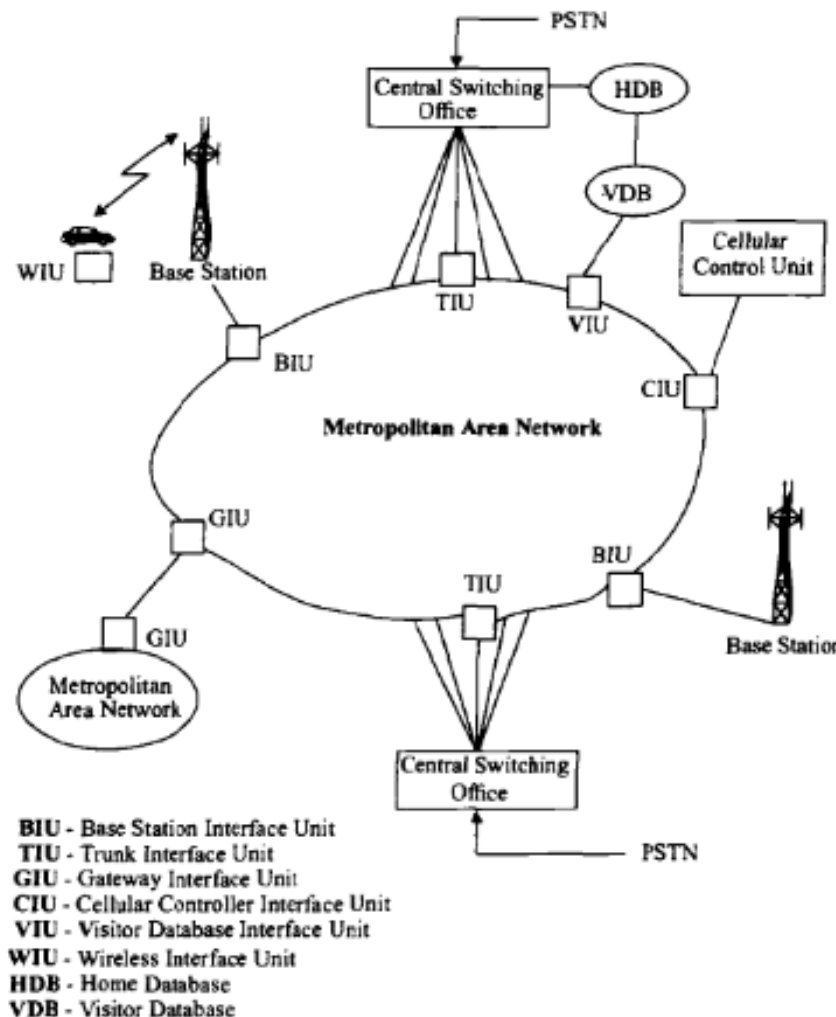 PSTN
Central Switching
Office
HDB
VDB
Cellular
Control Unit
WIU
Base Station
TIU
VIU
BIU
CIU
Metropolitan Area Network
GIU
BIU
TIU
GIU
Base Station
Metropolitan
Area Network
Central Switching
Office
PSTN
BIU - Base Station Interface Unit
TIU - Trunk Interface Unit
GIU - Gateway Interface Unit
CIU - Cellular Controller Interface Unit
VIU - Visitor Database Interface Unit
WIU - Wireless Interface Unit
HDB - Home Database
VDB - Visitor Database